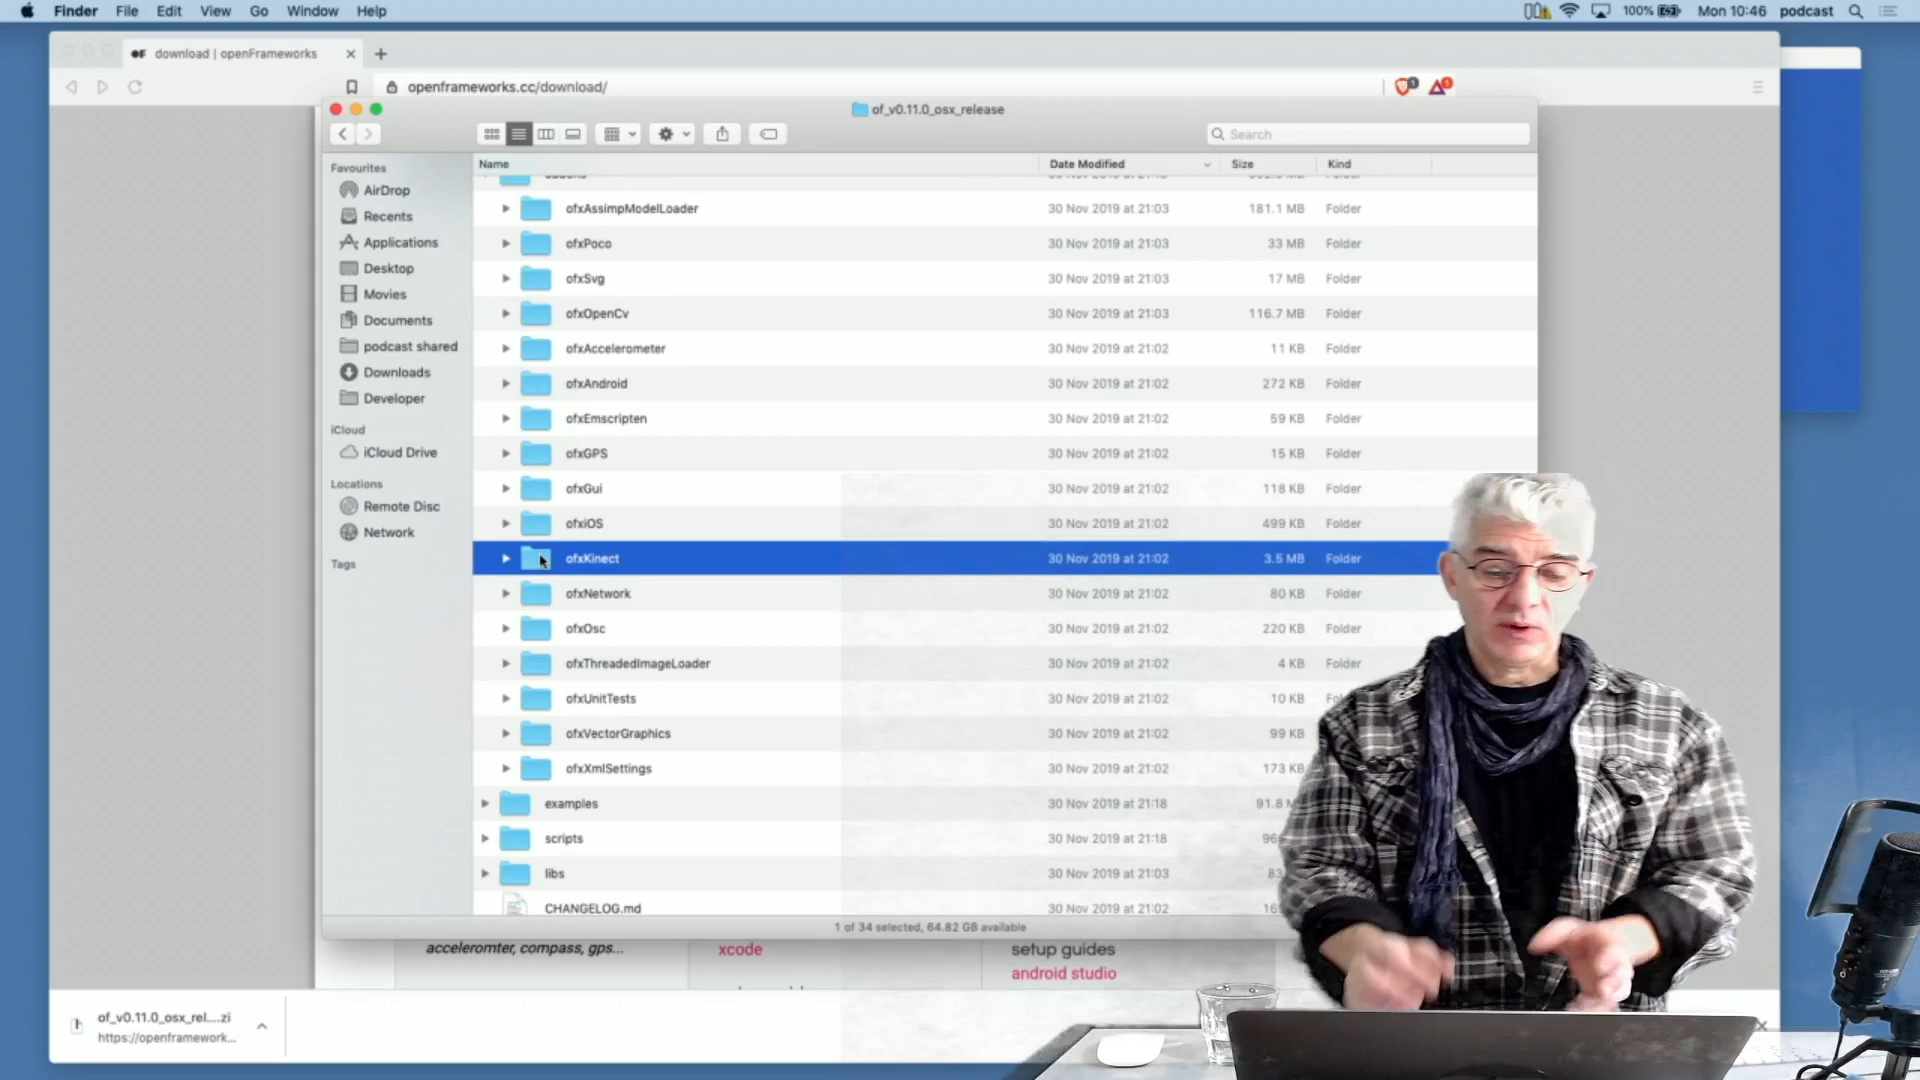 Finder File Edit View Go Window Help
100% Mon 10:46 podcast
download | openFrameworks
openframeworks.cc/download/
of_v0.11.0_osx_release
Search
Name Date Modified Size Kind
Favourites
AirDrop
Recents
Applications
Desktop
Movies
Documents
podcast shared
Downloads
Developer
iCloud
iCloud Drive
Locations
Remote Disc
Network
Tags
ofxAssimpModelLoader 30 Nov 2019 at 21:03 181.1 MB Folder
ofxPoco 30 Nov 2019 at 21:03 33 MB Folder
ofxSvg 30 Nov 2019 at 21:03 17 MB Folder
ofxOpenCv 30 Nov 2019 at 21:03 116.7 MB Folder
ofxAccelerometer 30 Nov 2019 at 21:02 11 KB Folder
ofxAndroid 30 Nov 2019 at 21:02 272 KB Folder
ofxEmscripten 30 Nov 2019 at 21:02 59 KB Folder
ofxGPS 30 Nov 2019 at 21:02 15 KB Folder
ofxGui 30 Nov 2019 at 21:02 118 KB Folder
ofxiOS 30 Nov 2019 at 21:02 499 KB Folder
ofxKinect 30 Nov 2019 at 21:02 3.5 MB Folder
ofxNetwork 30 Nov 2019 at 21:02 80 KB Folder
ofxOsc 30 Nov 2019 at 21:02 220 KB Folder
ofxThreadedImageLoader 30 Nov 2019 at 21:02 4 KB Folder
ofxUnitTests 30 Nov 2019 at 21:02 10 KB
ofxVectorGraphics 30 Nov 2019 at 21:02 99 KB
ofxXmlSettings 30 Nov 2019 at 21:02 173 KB
examples 30 Nov 2019 at 21:18 91.8
scripts 30 Nov 2019 at 21:18
libs 30 Nov 2019 at 21:03
CHANGELOG.md 30 Nov 2019 at 21:02
1 of 34 selected, 64.82 GB available
acceleromter, compass, gps...
xcode
setup guides
android studio
of_v0.11.0_osx_rel....zi
https://openframework...